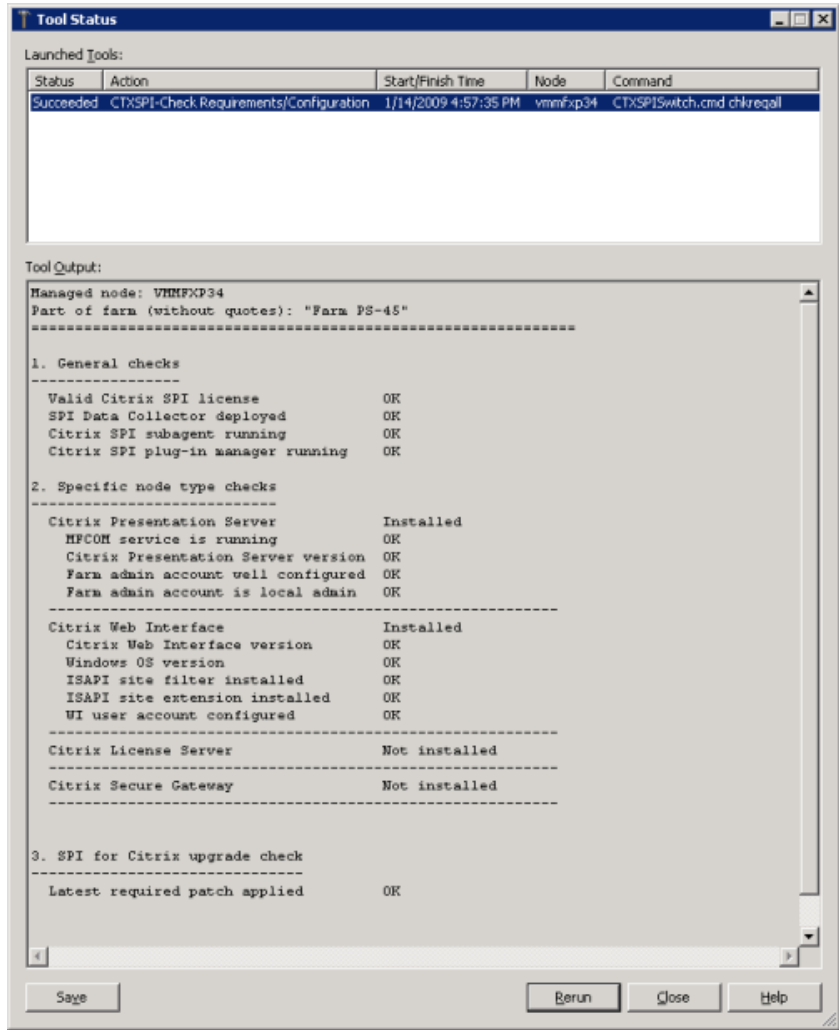 Tool Status
Launched Tools:
Status Action Start/Finish Time Node Command
Succeeded CTXSPI-Check Requirements/Configuration 1/14/2009 4:57:35 PM vmmfxp34 CTXSPISwitch.cmd chkreqall
Tool Output:
Managed node: VMMFXP34
Part of farm (without quotes): "Farm PS-45"
==============================================================
1. General checks
-----------------
Valid Citrix SPI license OK
SPI Data Collector deployed OK
Citrix SPI subagent running OK
Citrix SPI plug-in manager running OK
2. Specific node type checks
----------------------------
Citrix Presentation Server Installed
MFCOM service is running OK
Citrix Presentation Server version OK
Farm admin account well configured OK
Farm admin account is local admin OK
----------------------------------------------------------
Citrix Web Interface Installed
Citrix Web Interface version OK
Windows OS version OK
ISAPI site filter installed OK
ISAPI site extension installed OK
WI user account configured OK
----------------------------------------------------------
Citrix License Server Not installed
----------------------------------------------------------
Citrix Secure Gateway Not installed
----------------------------------------------------------
3. SPI for Citrix upgrade check
-------------------------------
Latest required patch applied OK
Save Rerun Close Help